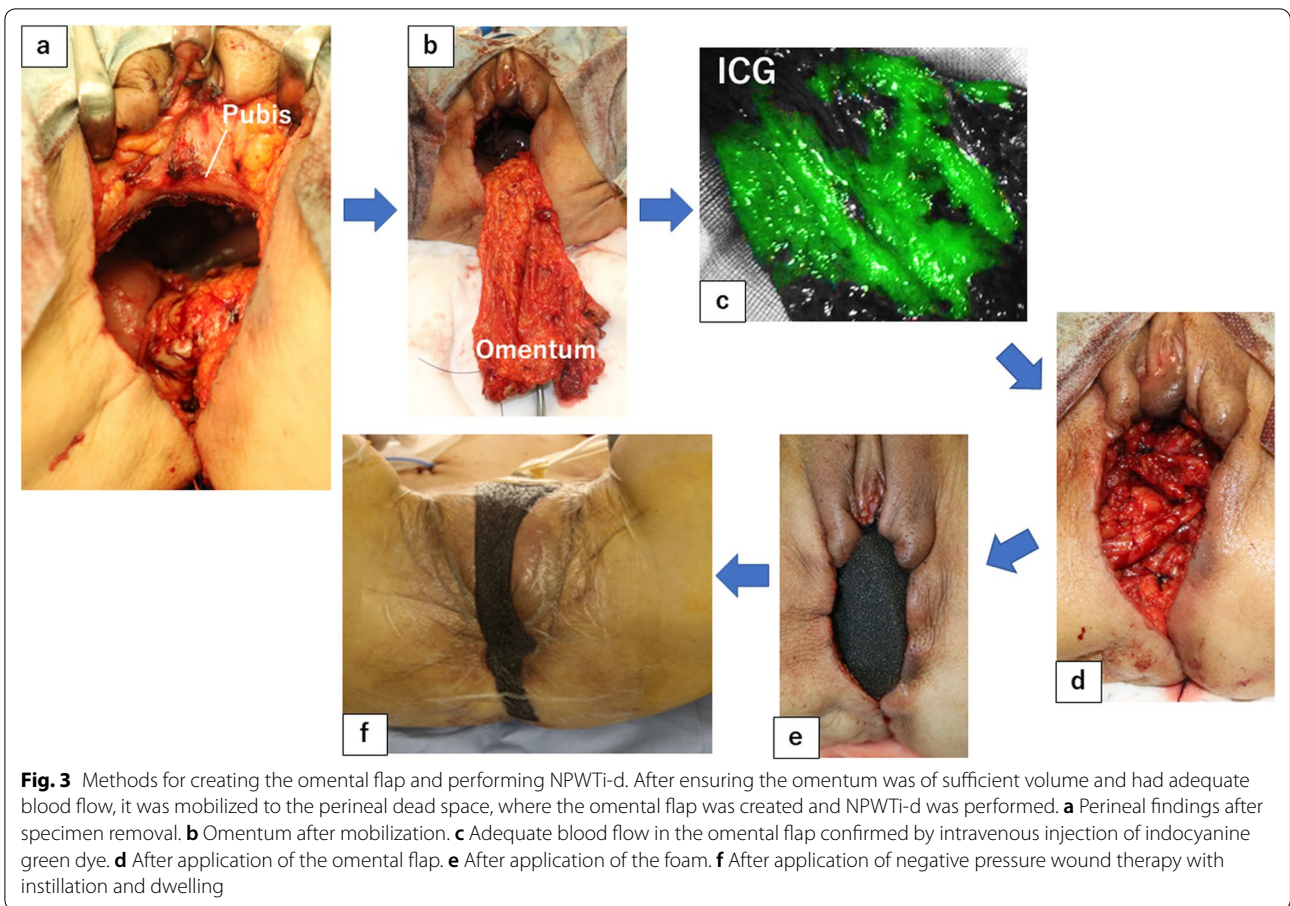 a
Pubis
b
Omentum
ICG
c
d
e
f
Fig. 3 Methods for creating the omental flap and performing NPWTi-d. After ensuring the omentum was of sufficient volume and had adequate
blood flow, it was mobilized to the perineal dead space, where the omental flap was created and NPWTi-d was performed. a Perineal findings after
specimen removal. b Omentum after mobilization. c Adequate blood flow in the omental flap confirmed by intravenous injection of indocyanine
green dye. d After application of the omental flap. e After application of the foam. f After application of negative pressure wound therapy with
instillation and dwelling